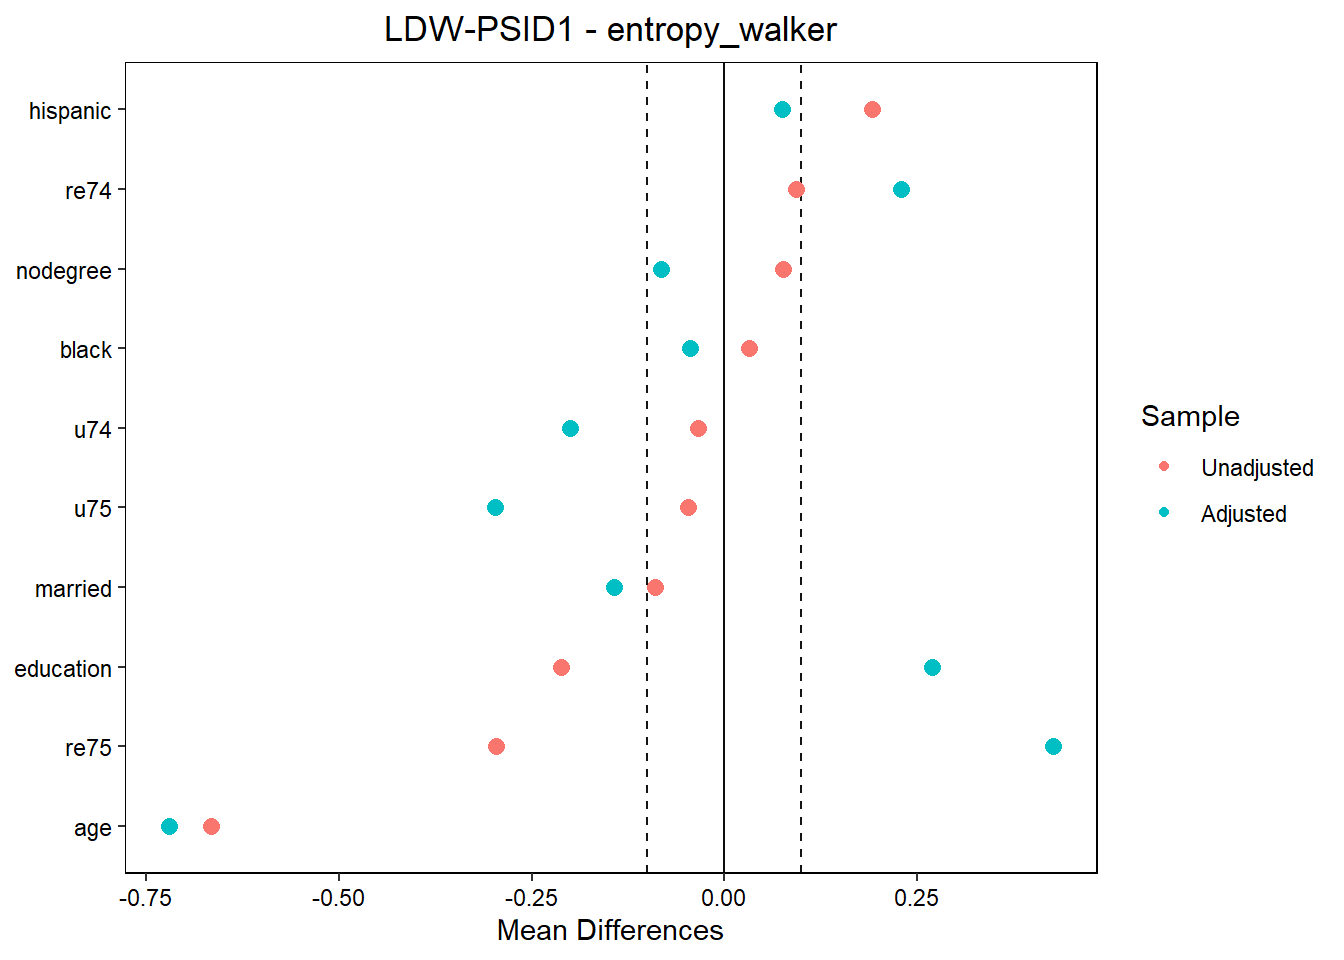 LDW-PSID1 - entropy_walker
hispanic
re74
nodegree
black
u74
u75
married
education
re75
age
-0.75
-0.50
-0.25
0.00
0.25
Mean Differences
Sample
Unadjusted
Adjusted